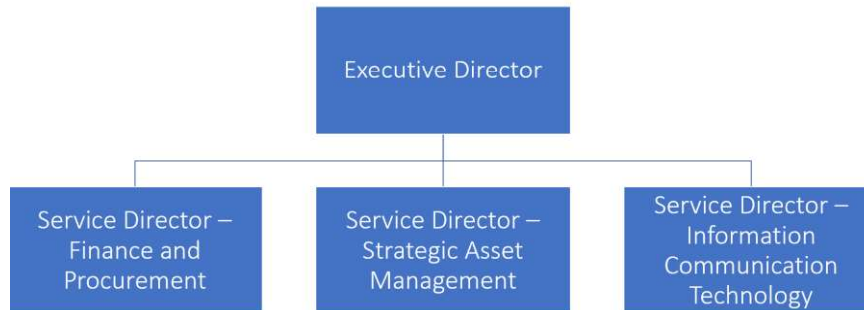 Executive Director
Service Director –
Finance and
Procurement
Service Director –
Strategic Asset
Management
Service Director –
Information
Communication
Technology